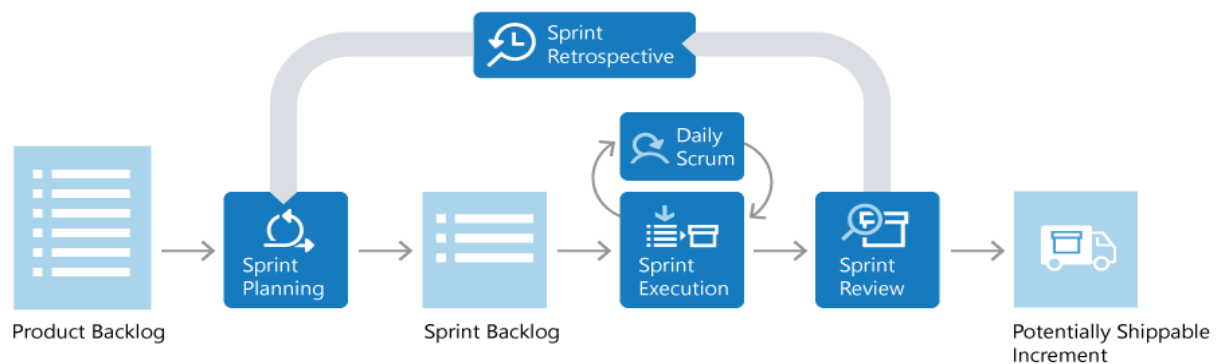 Sprint
Retrospective
Daily
Scrum
Sprint
Planning
Sprint
Execution
Sprint
Review
Product Backlog
Sprint Backlog
Potentially Shippable
Increment